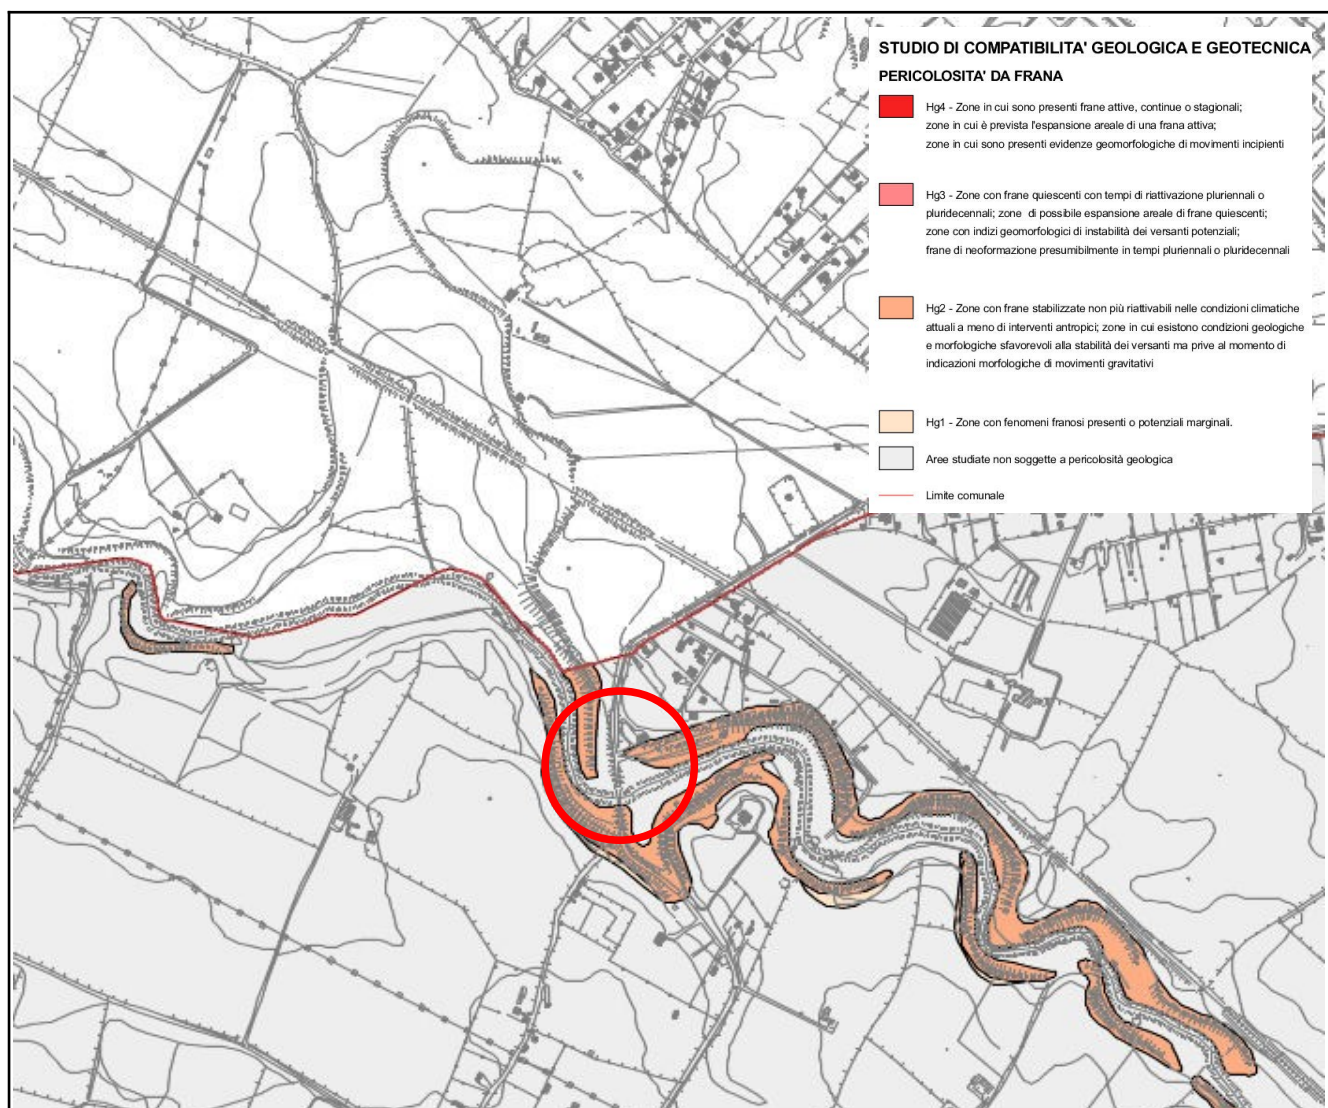 STUDIO DI COMPATIBILITA' GEOLOGICA E GEOTECNICA
PERICOLOSITA' DA FRANA
Hg4 - Zone in cui sono presenti frane attive, continue o stagionali;
zone in cui è prevista l'espansione areale di una frana attiva;
zone in cui sono presenti evidenze geomorfologiche di movimenti incipienti
Hg3 - Zone con frane quiescenti con tempi di riattivazione pluriennali o
pluridecennali; zone di possibile espansione areale di frane quiescenti;
zone con indizi geomorfologici di instabilità dei versanti potenziali;
frane di neoformazione presumibilmente in tempi pluriennali o pluridecennali
Hg2 - Zone con frane stabilizzate non più riattivabili nelle condizioni climatiche
attuali a meno di interventi antropici; zone in cui esistono condizioni geologiche
e morfologiche sfavorevoli alla stabilità dei versanti ma prive al momento di
indicazioni morfologiche di movimenti gravitativi
Hg1 - Zone con fenomeni franosi presenti o potenziali marginali.
Aree studiate non soggette a pericolosità geologica
Limite comunale